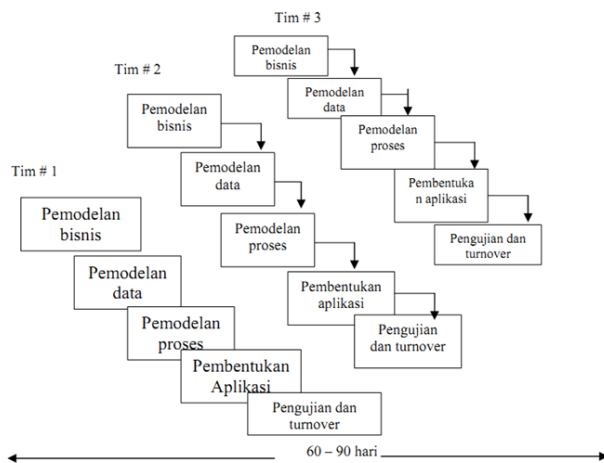 Tim # 3
Pemodelan
bisnis
Pemodelan
data
Pemodelan
proses
Pembentuka
n aplikasi
Pengujian dan
turnover
Tim # 2
Pemodelan
bisnis
Pemodelan
data
Pemodelan
proses
Pembentukan
aplikasi
Pengujian
dan turnover
Tim # 1
Pemodelan
bisnis
Pemodelan
data
Pemodelan
proses
Pembentukan
Aplikasi
Pengujian dan
turnover
60 – 90 hari